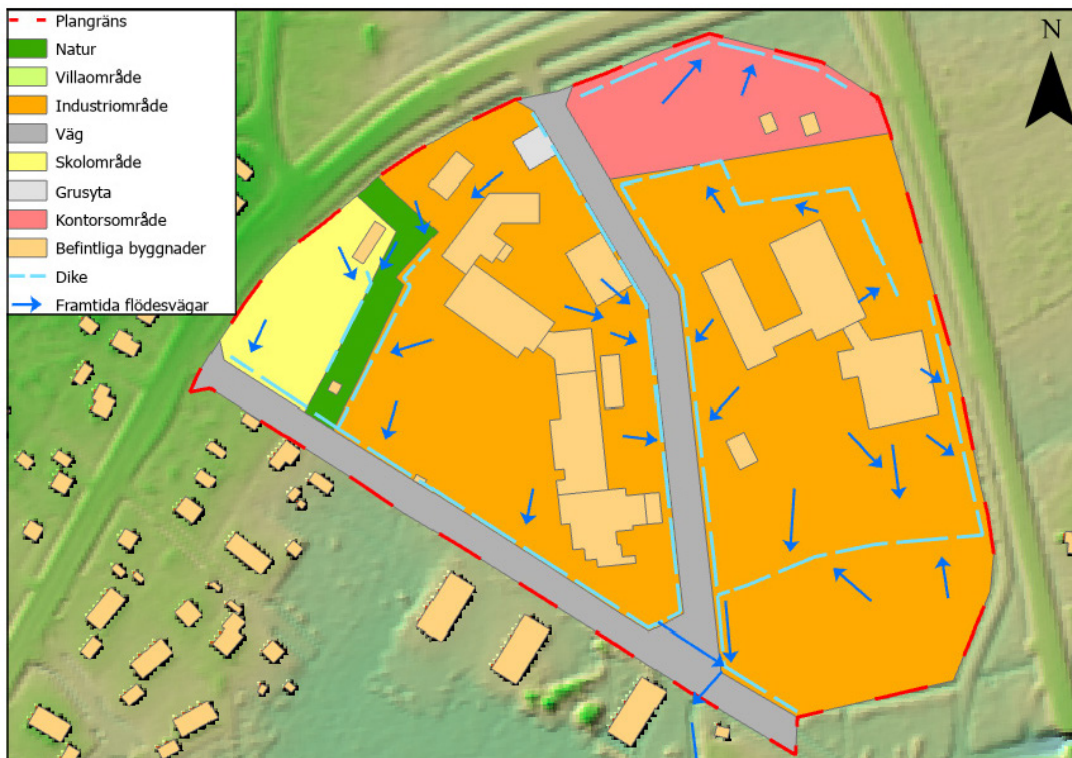 Plangräns
Natur
Villaområde
Industriområde
Väg
Skolområde
Grusyta
Kontorsområde
Befintliga byggnader
Dike
Framtida flödesvägar
N